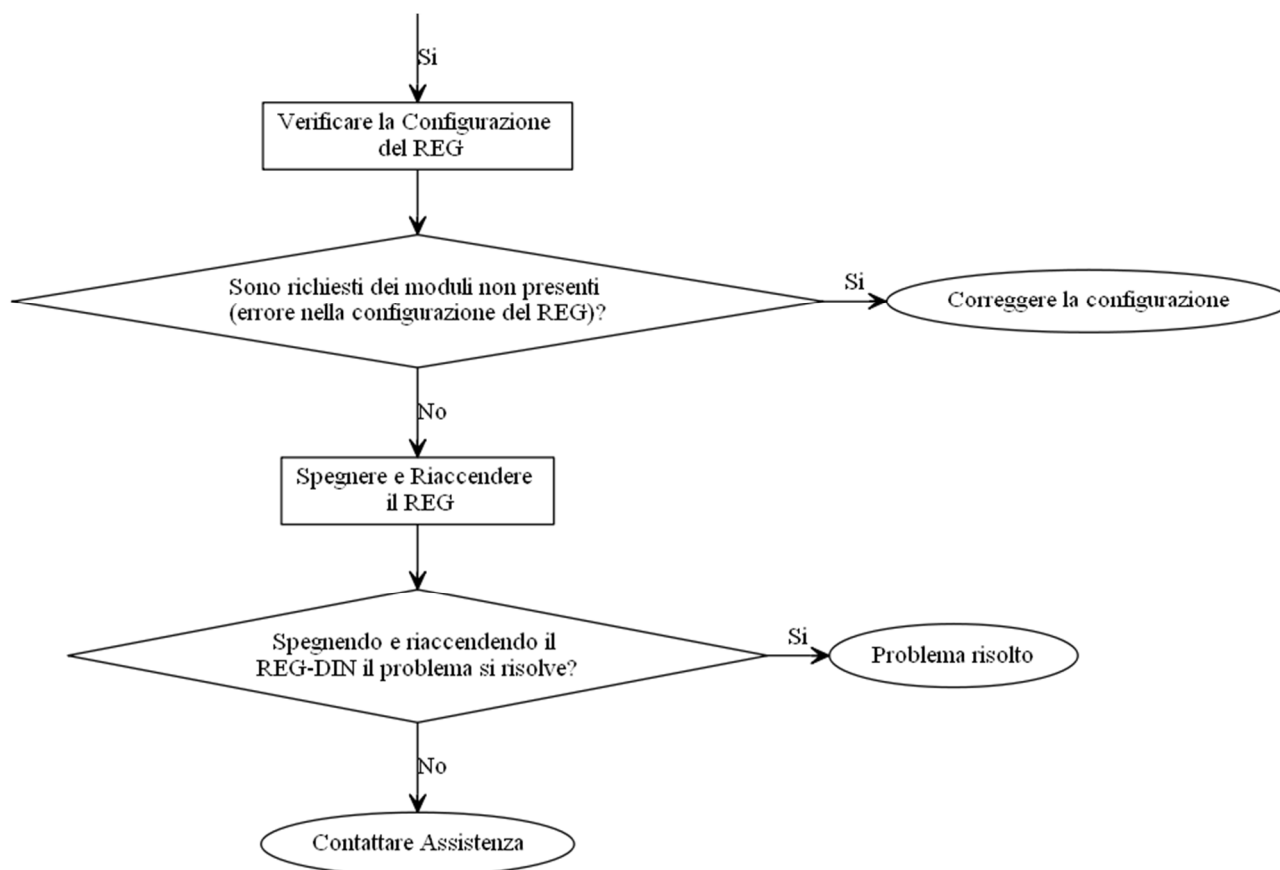 Si
Verificare la Configurazione
del REG
Sono richiesti dei moduli non presenti
(errore nella configurazione del REG)?
Si
Correggere la configurazione
No
Spegnere e Riaccendere
il REG
Spegnendo e riaccendendo il
REG-DIN il problema si risolve?
Si
Problema risolto
No
Contattare Assistenza